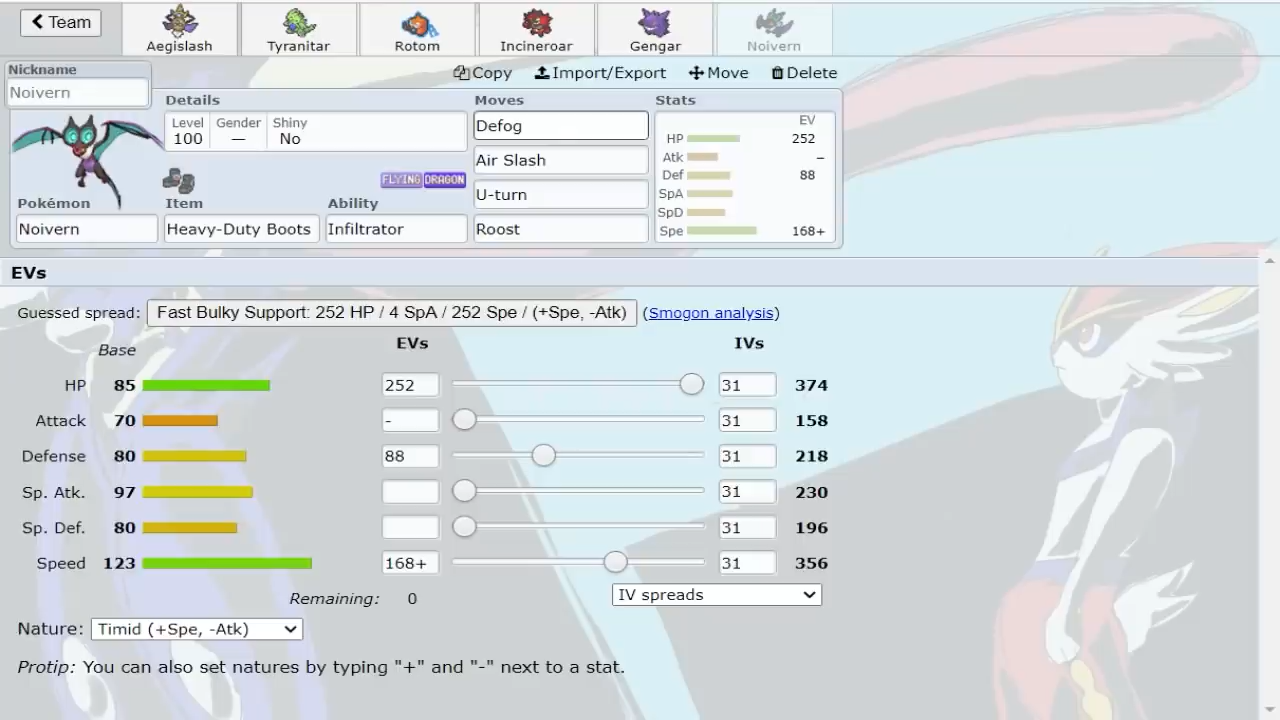 Team
Aegislash Tyranitar Rotom Incineroar Gengar Noivern
Nickname
Noivern
Copy Import/Export Move Delete
Details Moves Stats
Level Gender Shiny
100 — No
Defog
Air Slash
U-turn
Roost
EV
HP 252
Atk –
Def 88
SpA
SpD
Spe 168+
FLYING DRAGON
Pokémon Item Ability
Noivern Heavy-Duty Boots Infiltrator
EVs
Guessed spread: Fast Bulky Support: 252 HP / 4 SpA / 252 Spe / (+Spe, -Atk) (Smogon analysis)
Base EVs IVs
HP 85 252 31 374
Attack 70 - 31 158
Defense 80 88 31 218
Sp. Atk. 97 31 230
Sp. Def. 80 31 196
Speed 123 168+ 31 356
Remaining: 0 IV spreads
Nature: Timid (+Spe, -Atk)
Protip: You can also set natures by typing "+" and "-" next to a stat.